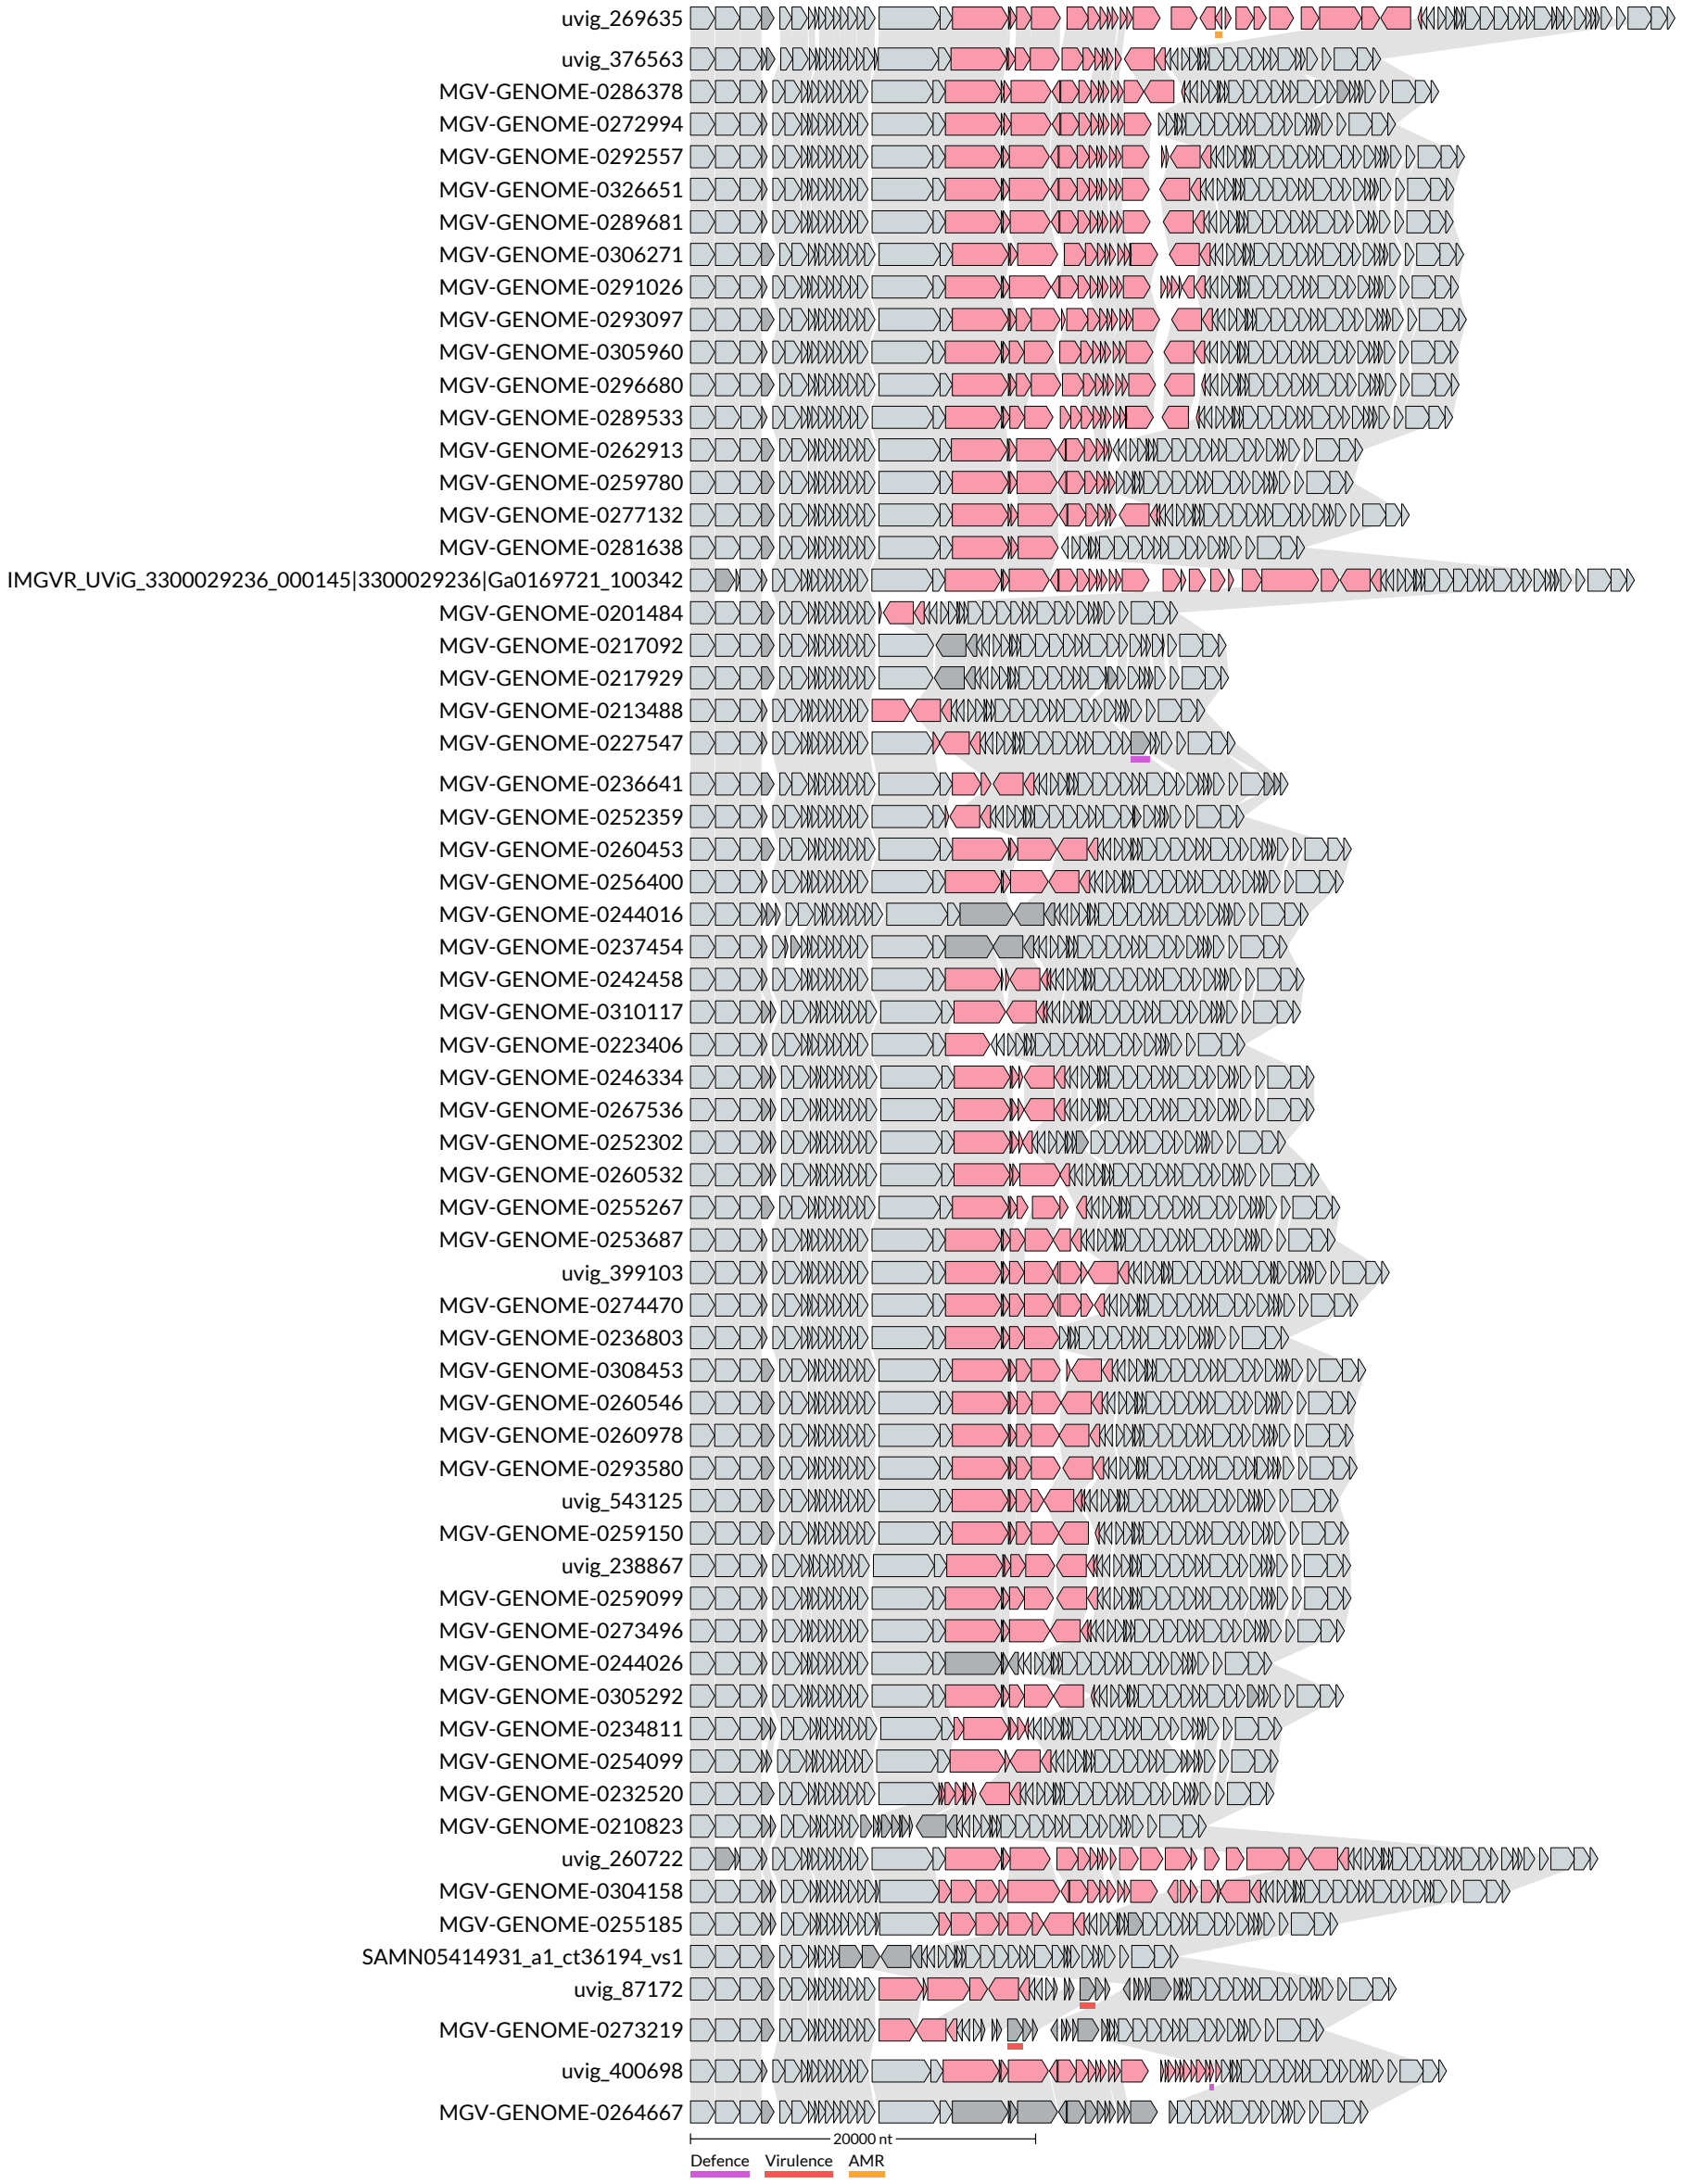 uvig_269635
uvig_376563
MGV-GENOME-0286378
MGV-GENOME-0272994
MGV-GENOME-0292557
MGV-GENOME-0326651
MGV-GENOME-0289681
MGV-GENOME-0306271
MGV-GENOME-0291026
MGV-GENOME-0293097
MGV-GENOME-0305960
MGV-GENOME-0296680
MGV-GENOME-0289533
MGV-GENOME-0262913
MGV-GENOME-0259780
MGV-GENOME-0277132
MGV-GENOME-0281638
IMGVR_UViG_3300029236_000145|3300029236|Ga0169721_100342
MGV-GENOME-0201484
MGV-GENOME-0217092
MGV-GENOME-0217929
MGV-GENOME-0213488
MGV-GENOME-0227547
MGV-GENOME-0236641
MGV-GENOME-0252359
MGV-GENOME-0260453
MGV-GENOME-0256400
MGV-GENOME-0244016
MGV-GENOME-0237454
MGV-GENOME-0242458
MGV-GENOME-0310117
MGV-GENOME-0223406
MGV-GENOME-0246334
MGV-GENOME-0267536
MGV-GENOME-0252302
MGV-GENOME-0260532
MGV-GENOME-0255267
MGV-GENOME-0253687
uvig_399103
MGV-GENOME-0274470
MGV-GENOME-0236803
MGV-GENOME-0308453
MGV-GENOME-0260546
MGV-GENOME-0260978
MGV-GENOME-0293580
uvig_543125
MGV-GENOME-0259150
uvig_238867
MGV-GENOME-0259099
MGV-GENOME-0273496
MGV-GENOME-0244026
MGV-GENOME-0305292
MGV-GENOME-0234811
MGV-GENOME-0254099
MGV-GENOME-0232520
MGV-GENOME-0210823
uvig_260722
MGV-GENOME-0304158
MGV-GENOME-0255185
SAMN05414931_a1_ct36194_vs1
uvig_87172
MGV-GENOME-0273219
uvig_400698
MGV-GENOME-0264667
20000 nt
Defence Virulence AMR